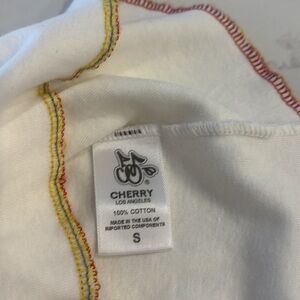 ®
CHERRY
LOS ANGELES
100% COTTON
MADE IN THE USA OF
IMPORTED COMPONENTS
S